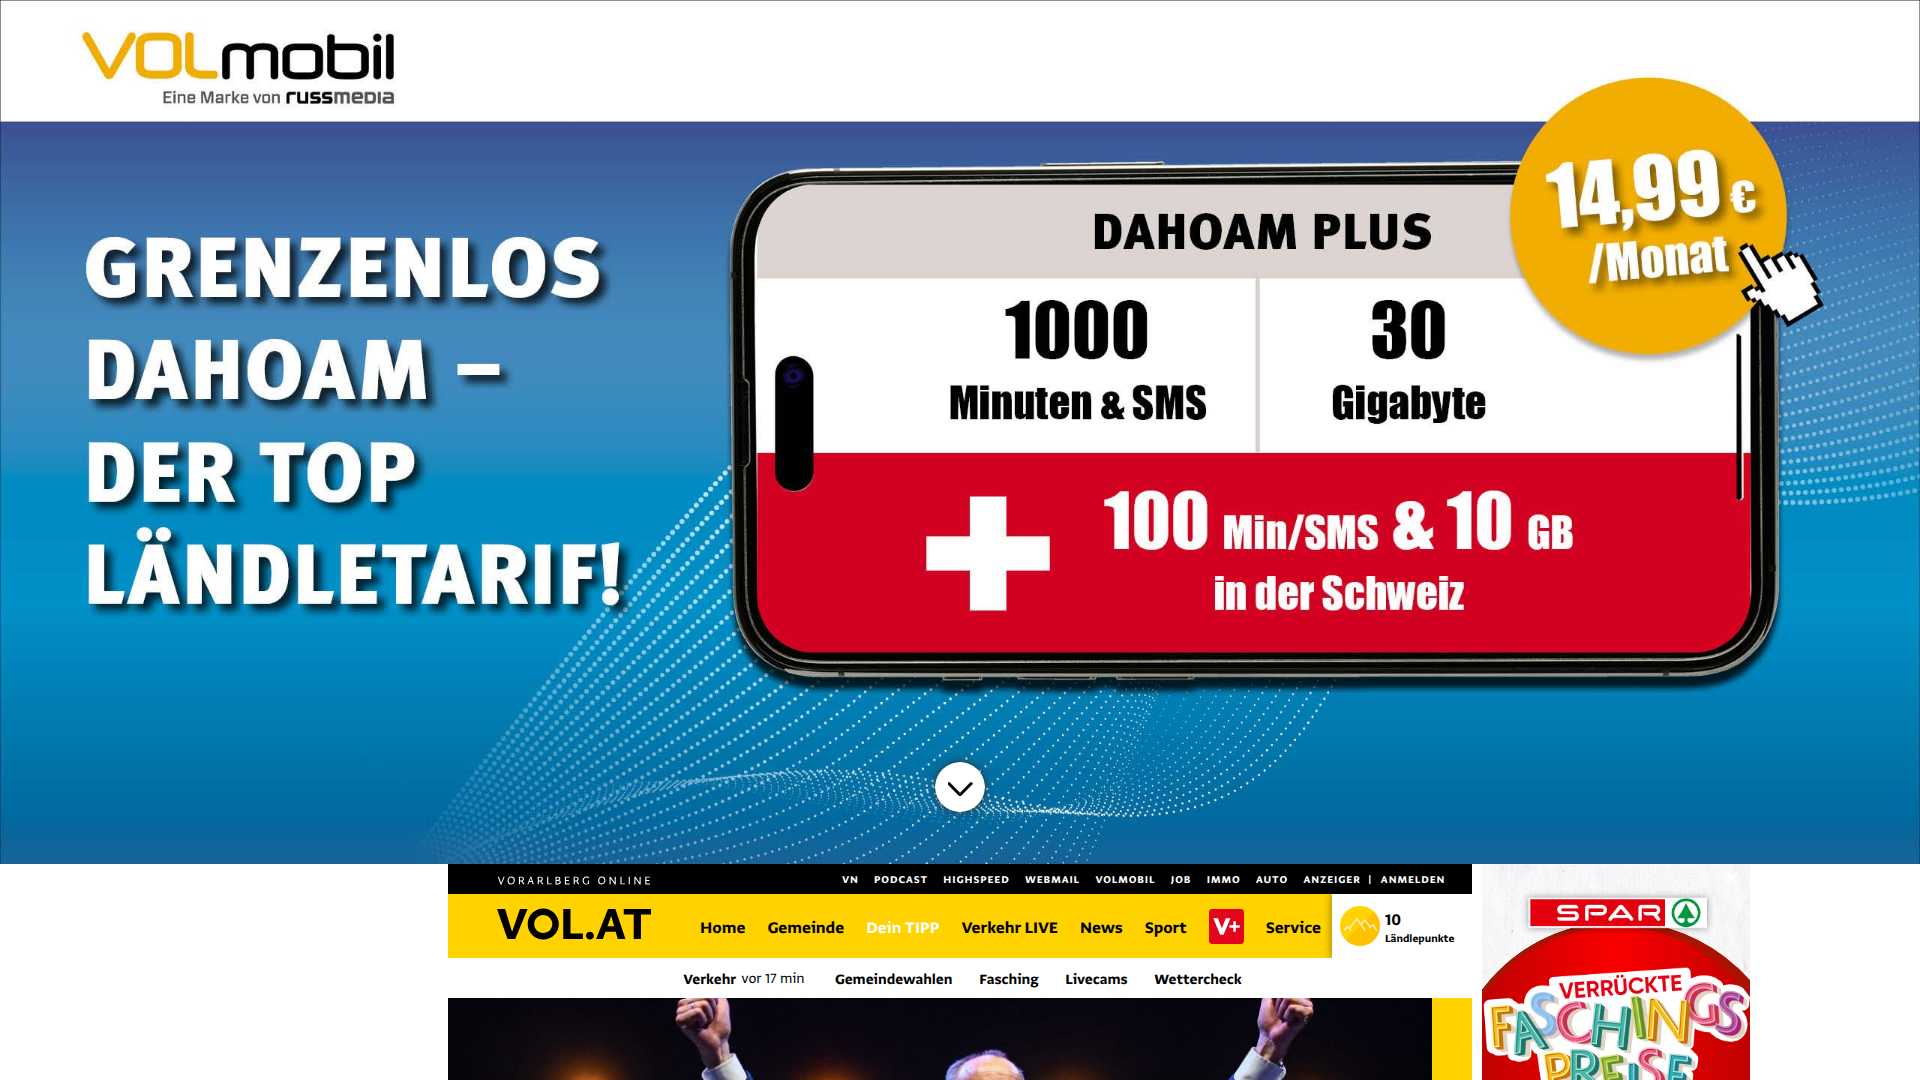 VOLmobil
Eine Marke von russmedia
14,99 €
/Monat
GRENZENLOS
DAHOAM –
DER TOP
LÄNDLETARIF!
DAHOAM PLUS
1000
Minuten & SMS
30
Gigabyte
100 Min/SMS & 10 GB
in der Schweiz
VORARLBERG ONLINE
VN PODCAST HIGHSPEED WEBMAIL VOLMOBIL JOB IMMO AUTO ANZEIGER | ANMELDEN
VOL.AT
Home Gemeinde Dein TIPP Verkehr LIVE News Sport V+ Service
10
Ländlepunkte
Verkehr vor 17 min Gemeindewahlen Fasching Livecams Wettercheck
SPAR
VERRÜCKTE
FASCHINGS
PREISE